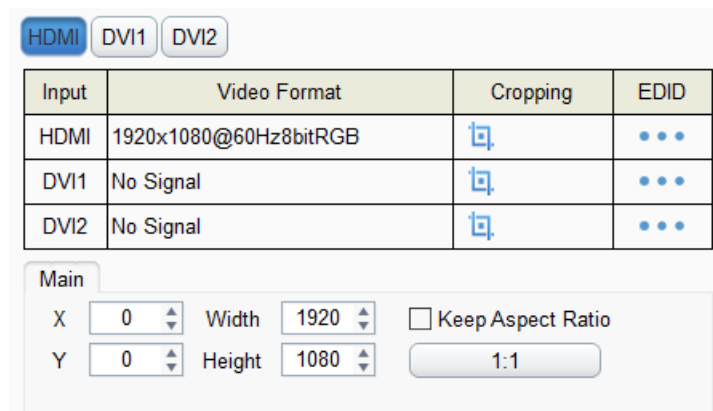 HDMI DVI1 DVI2
Input Video Format Cropping EDID
HDMI 1920x1080@60Hz8bitRGB
DVI1 No Signal
DVI2 No Signal
Main
X 0 Width 1920 Keep Aspect Ratio
Y 0 Height 1080 1:1